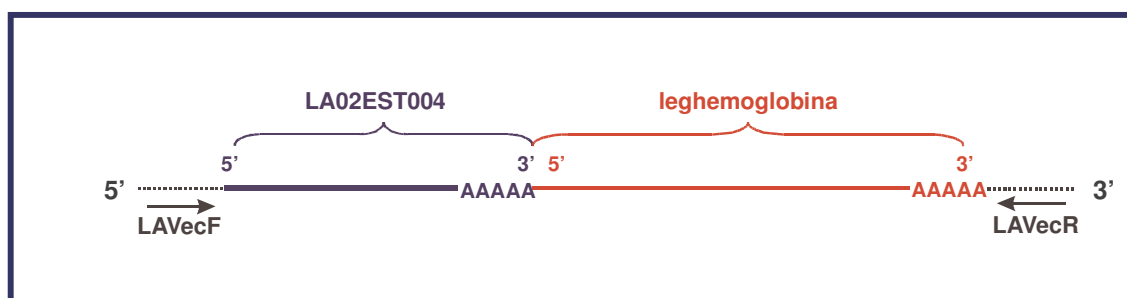 LA02EST004 leghemoglobina
5’ 3’ 5’ 3’
5’ AAAAA AAAAA 3’
LAVecF LAVecR